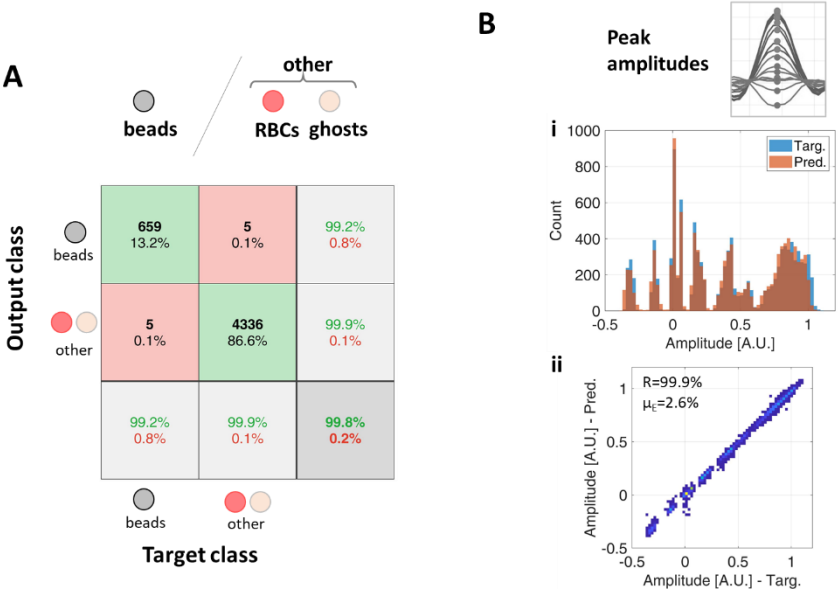 A
beads
other
RBCs ghosts
Output class
beads
other
659
13.2%
5
0.1%
99.2%
0.8%
5
0.1%
4336
86.6%
99.9%
0.1%
99.2%
0.8%
99.9%
0.1%
99.8%
0.2%
beads
other
Target class
B
Peak
amplitudes
i
Count
1000
800
600
400
200
0
-0.5
0
0.5
1
Targ.
Pred.
Amplitude [A.U.]
ii
Amplitude [A.U.] - Pred.
1
0.5
0
-0.5
R=99.9%
μE=2.6%
-0.5
0
0.5
1
Amplitude [A.U.] - Targ.